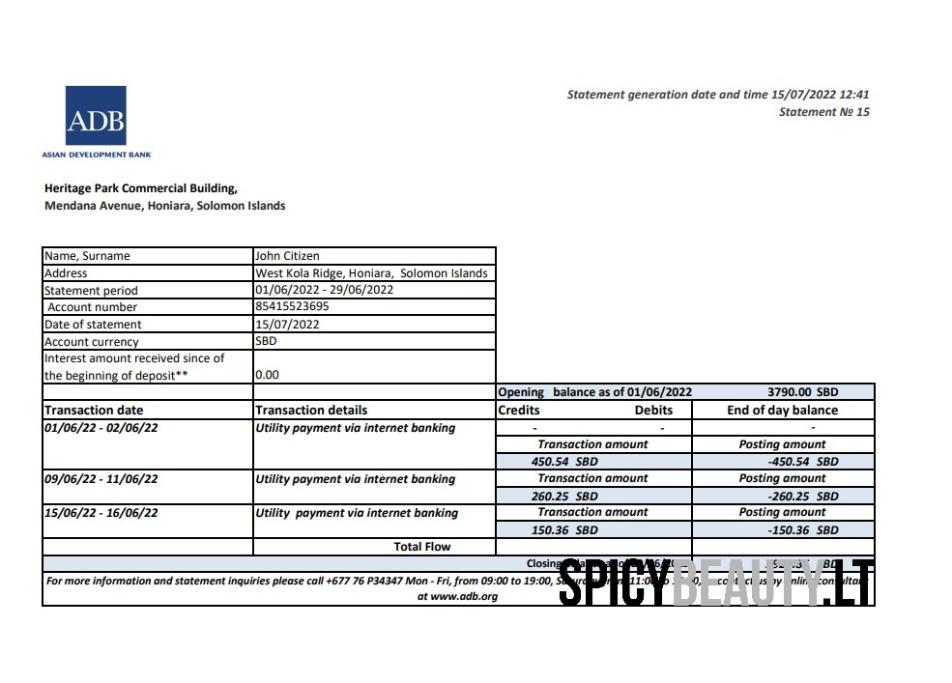 Statement generation date and time 15/07/2022 12:41
Statement № 15
ADB
ASIAN DEVELOPMENT BANK
Heritage Park Commercial Building,
Mendana Avenue, Honiara, Solomon Islands
Name, Surname John Citizen
Address West Kola Ridge, Honiara, Solomon Islands
Statement period 01/06/2022 - 29/06/2022
Account number 85415523695
Date of statement 15/07/2022
Account currency SBD
Interest amount received since of
the beginning of deposit** 0.00
Opening balance as of 01/06/2022 3790.00 SBD
Transaction date Transaction details Credits Debits End of day balance
01/06/22 - 02/06/22 Utility payment via internet banking - - -
Transaction amount Posting amount
450.54 SBD -450.54 SBD
09/06/22 - 11/06/22 Utility payment via internet banking Transaction amount Posting amount
260.25 SBD -260.25 SBD
15/06/22 - 16/06/22 Utility payment via internet banking Transaction amount Posting amount
150.36 SBD -150.36 SBD
Total Flow
Closing
For more information and statement inquiries please call +677 76 P34347 Mon - Fri, from 09:00 to 19:00,
at www.adb.org
SPICYBEAUTY.LT